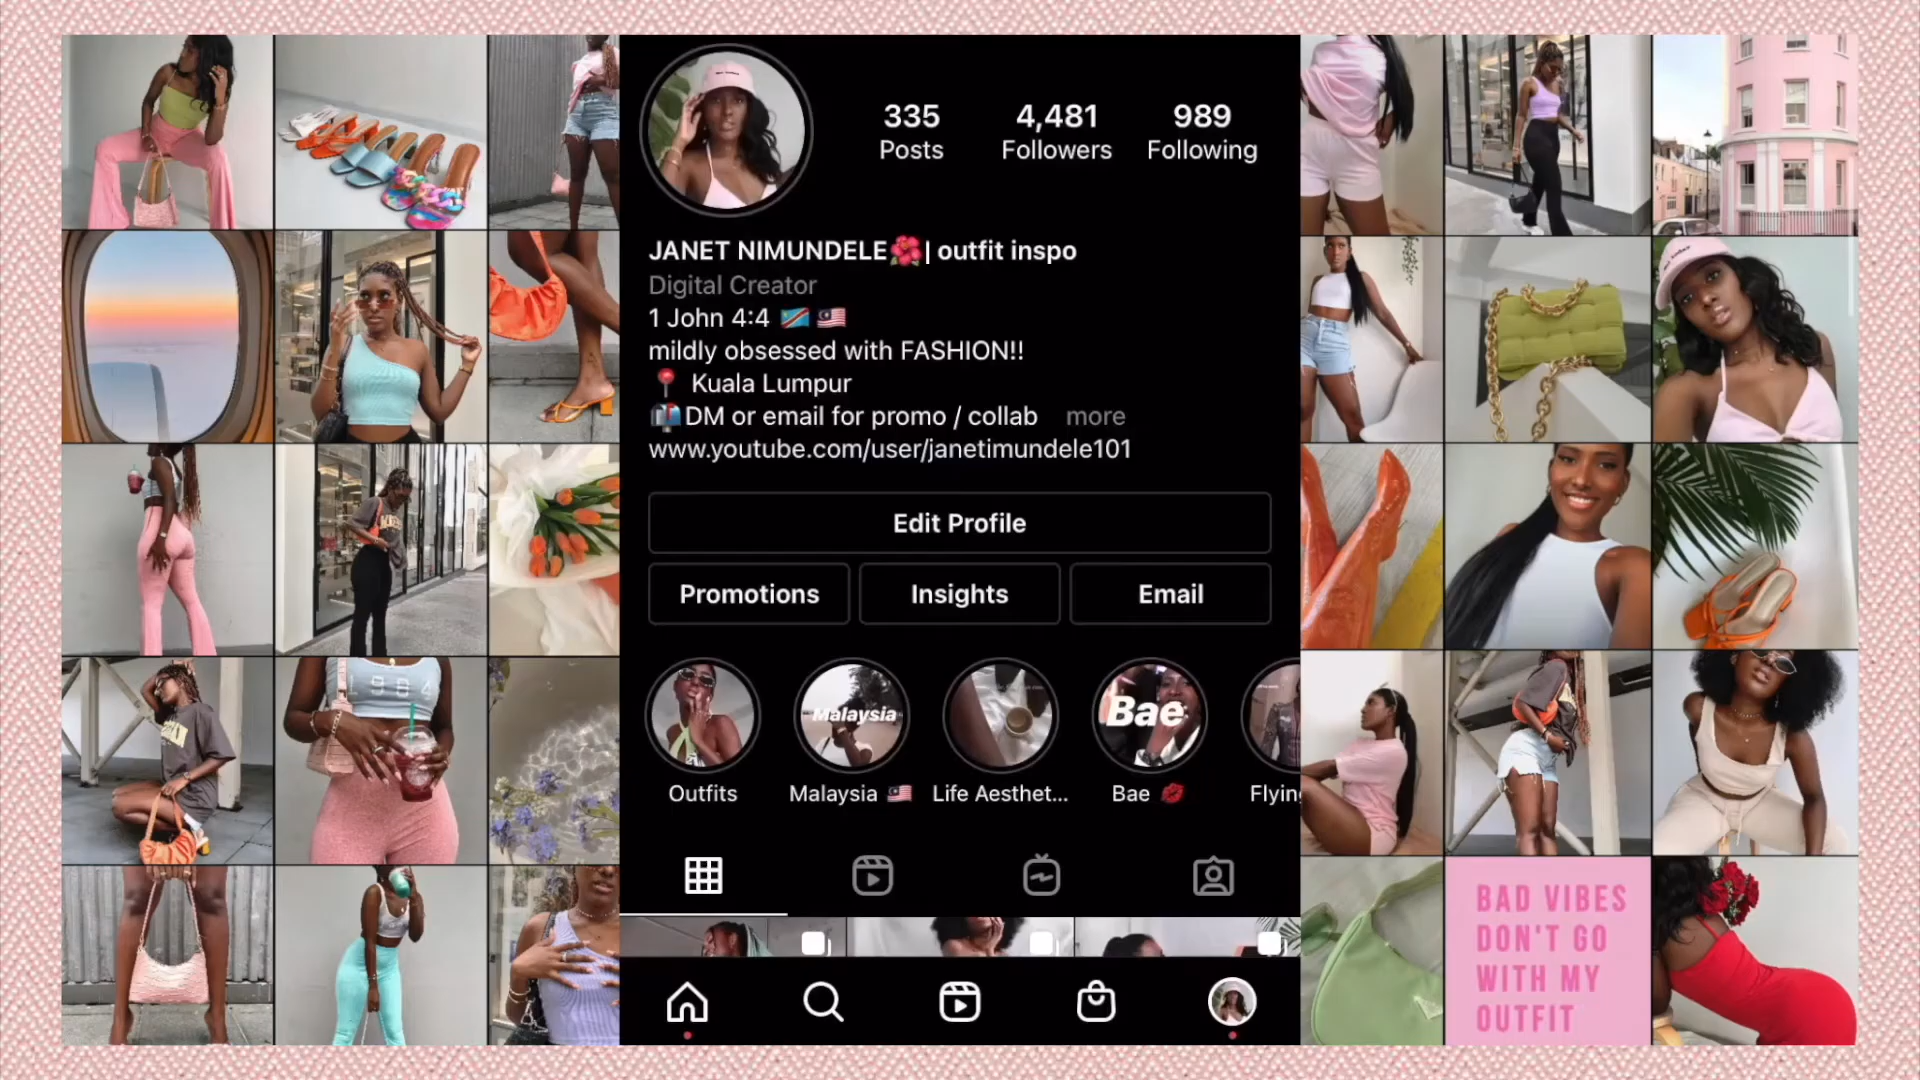 335
Posts
4,481
Followers
989
Following
JANET NIMUNDELE🌺| outfit inspo
Digital Creator
1 John 4:4 🇨🇩 🇲🇾
mildly obsessed with FASHION!!
📍 Kuala Lumpur
📬DM or email for promo / collab more
www.youtube.com/user/janetimundele101
Edit Profile
Promotions
Insights
Email
Malaysia
Bae
Outfits
Malaysia 🇲🇾
Life Aesthet...
Bae 💋
Flying
1984
BAD VIBES
DON'T GO
WITH MY
OUTFIT